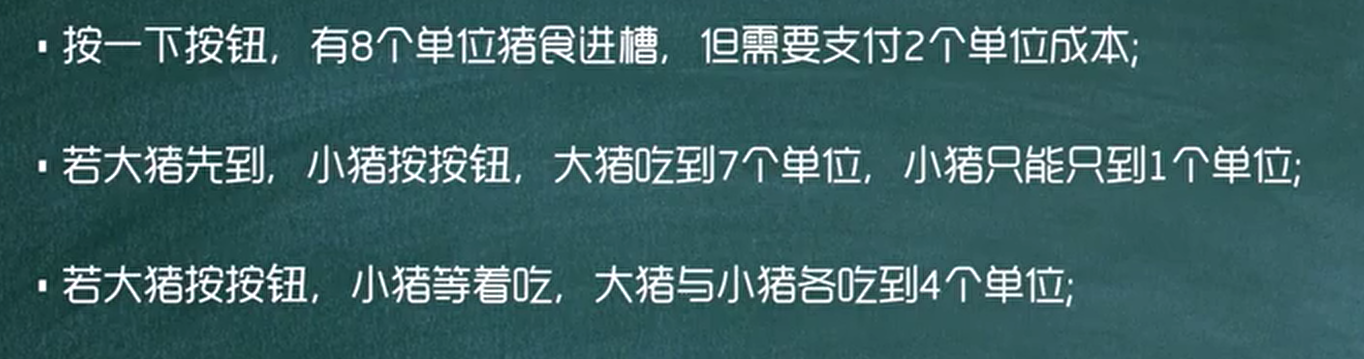 ▪ 按一下按钮，有8个单位猪食进槽，但需要支付2个单位成本;
▪ 若大猪先到，小猪按按钮，大猪吃到7个单位，小猪只能只到1个单位;
▪ 若大猪按按钮，小猪等着吃，大猪与小猪各吃到4个单位;